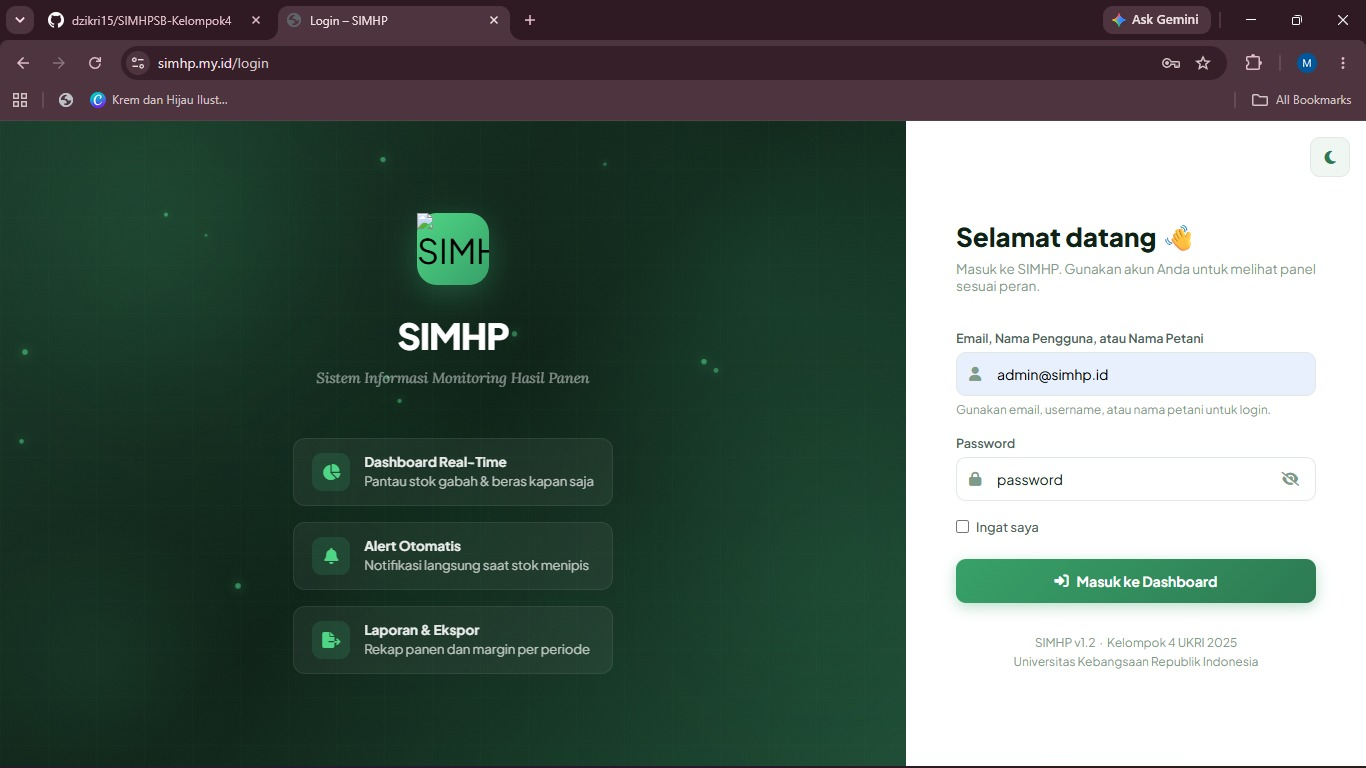 dzikri15/SIMHPSB-Kelompok4
Login – SIMHP
Ask Gemini
simhp.my.id/login
M
Krem dan Hijau Ilust...
All Bookmarks
SIMH
SIMHP
Sistem Informasi Monitoring Hasil Panen
Dashboard Real-Time
Pantau stok gabah & beras kapan saja
Alert Otomatis
Notifikasi langsung saat stok menipis
Laporan & Ekspor
Rekap panen dan margin per periode
Selamat datang 👋
Masuk ke SIMHP. Gunakan akun Anda untuk melihat panel
sesuai peran.
Email, Nama Pengguna, atau Nama Petani
admin@simhp.id
Gunakan email, username, atau nama petani untuk login.
Password
password
Ingat saya
Masuk ke Dashboard
SIMHP v1.2 · Kelompok 4 UKRI 2025
Universitas Kebangsaan Republik Indonesia